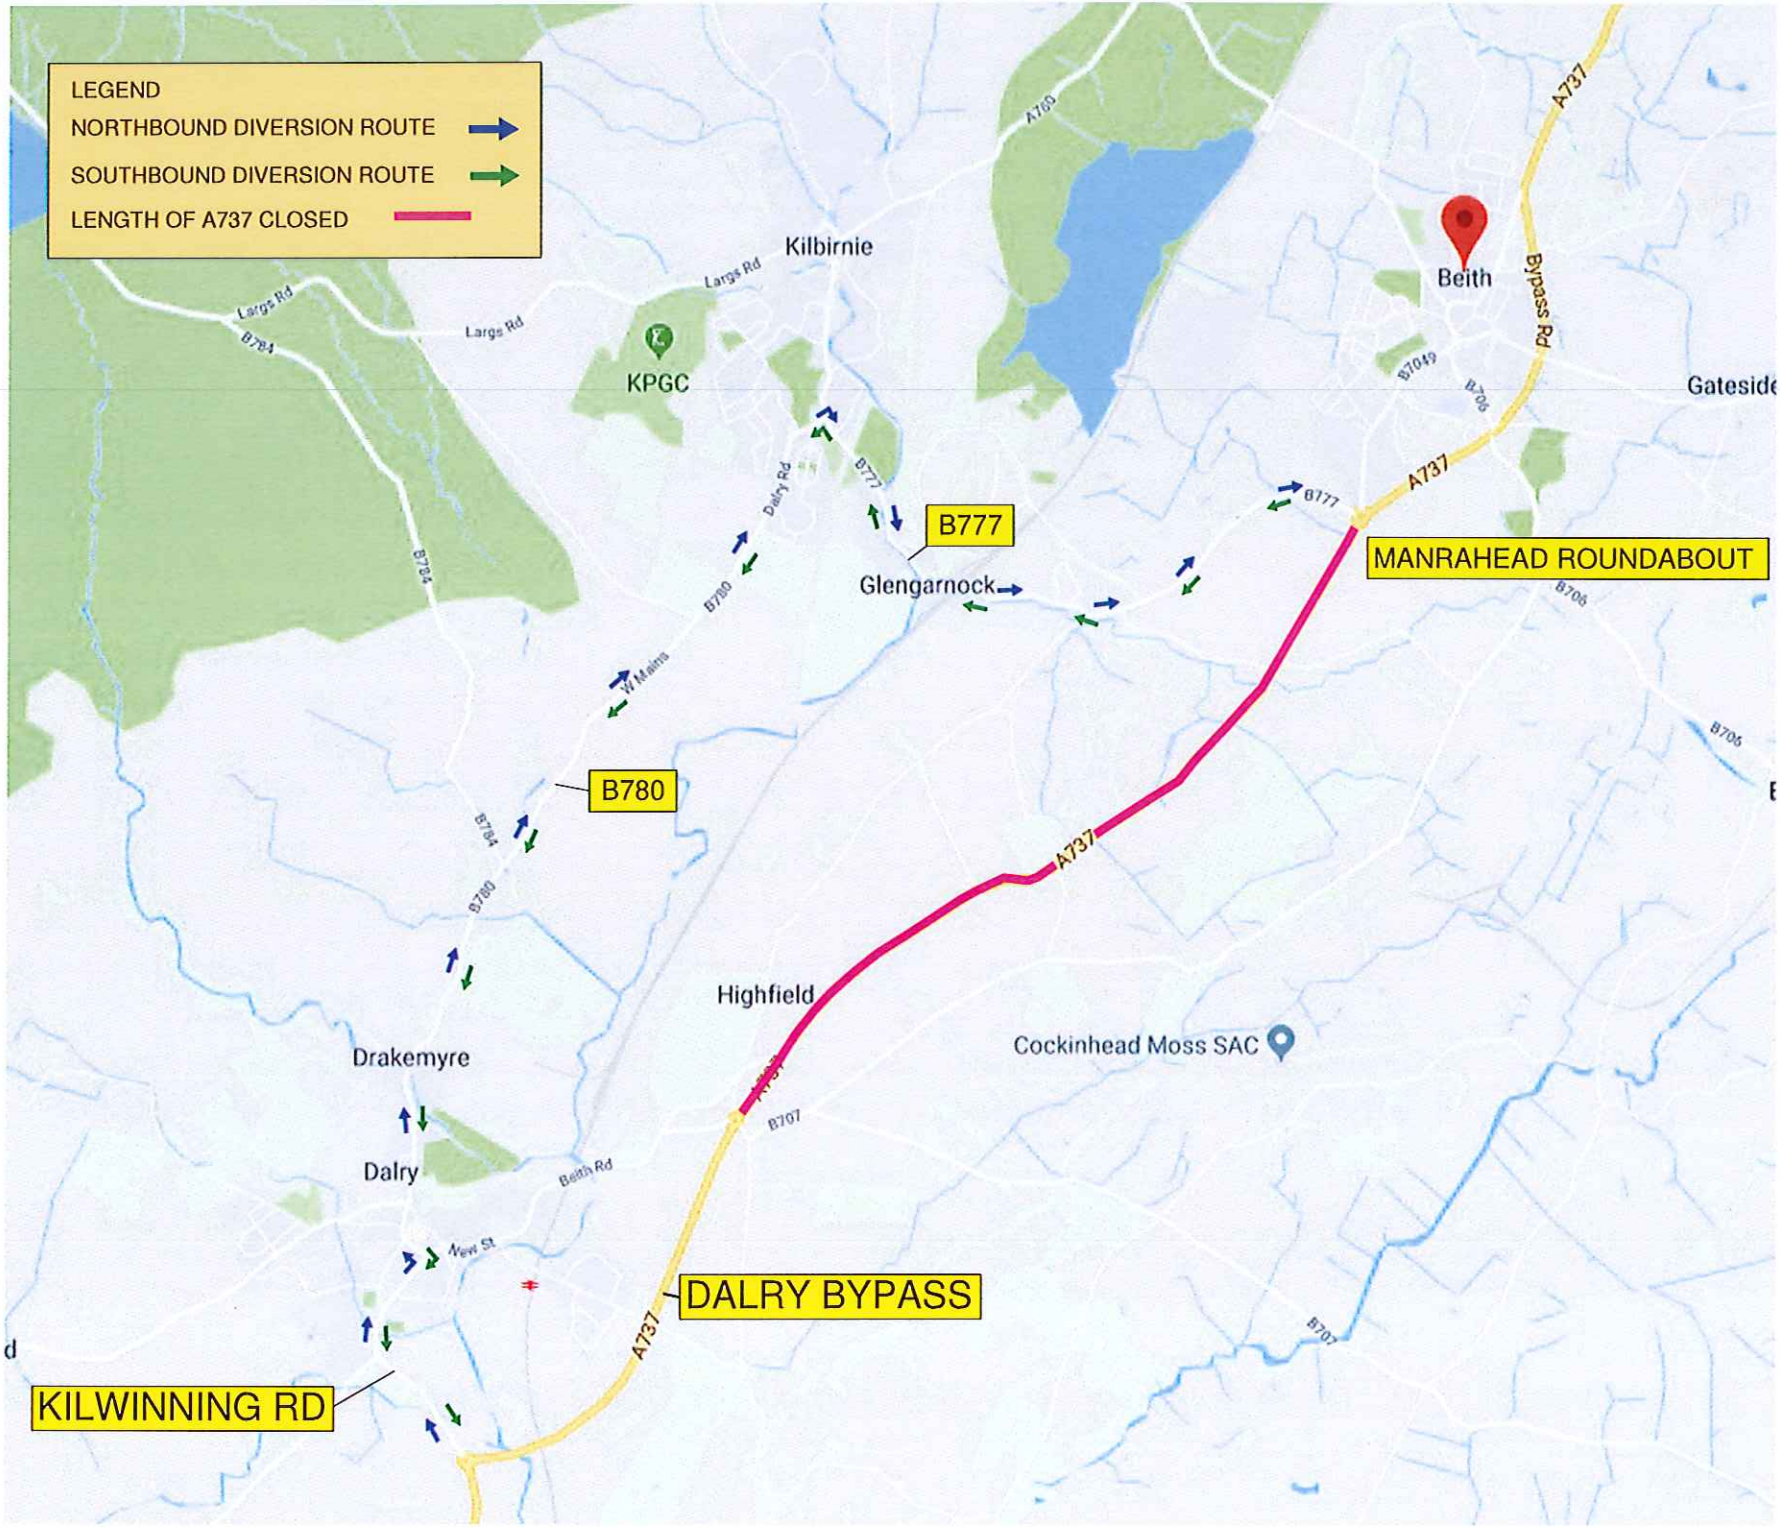 LEGEND
NORTHBOUND DIVERSION ROUTE
SOUTHBOUND DIVERSION ROUTE
LENGTH OF A737 CLOSED
A737
A760
Kilbirnie
Largs Rd
Largs Rd
Largs Rd
B784
KPGC
Beith
Bypass Rd
B7049
B706
Gateside
A737
Dalry Rd
B777
B777
B777
MANRAHEAD ROUNDABOUT
B784
Glengarnock
B780
B706
W Mains
B706
B780
B784
A737
B780
Highfield
Cockinhead Moss SAC
Drakemyre
A737
B707
Dalry
Beith Rd
New St
DALRY BYPASS
A737
B707
d
KILWINNING RD